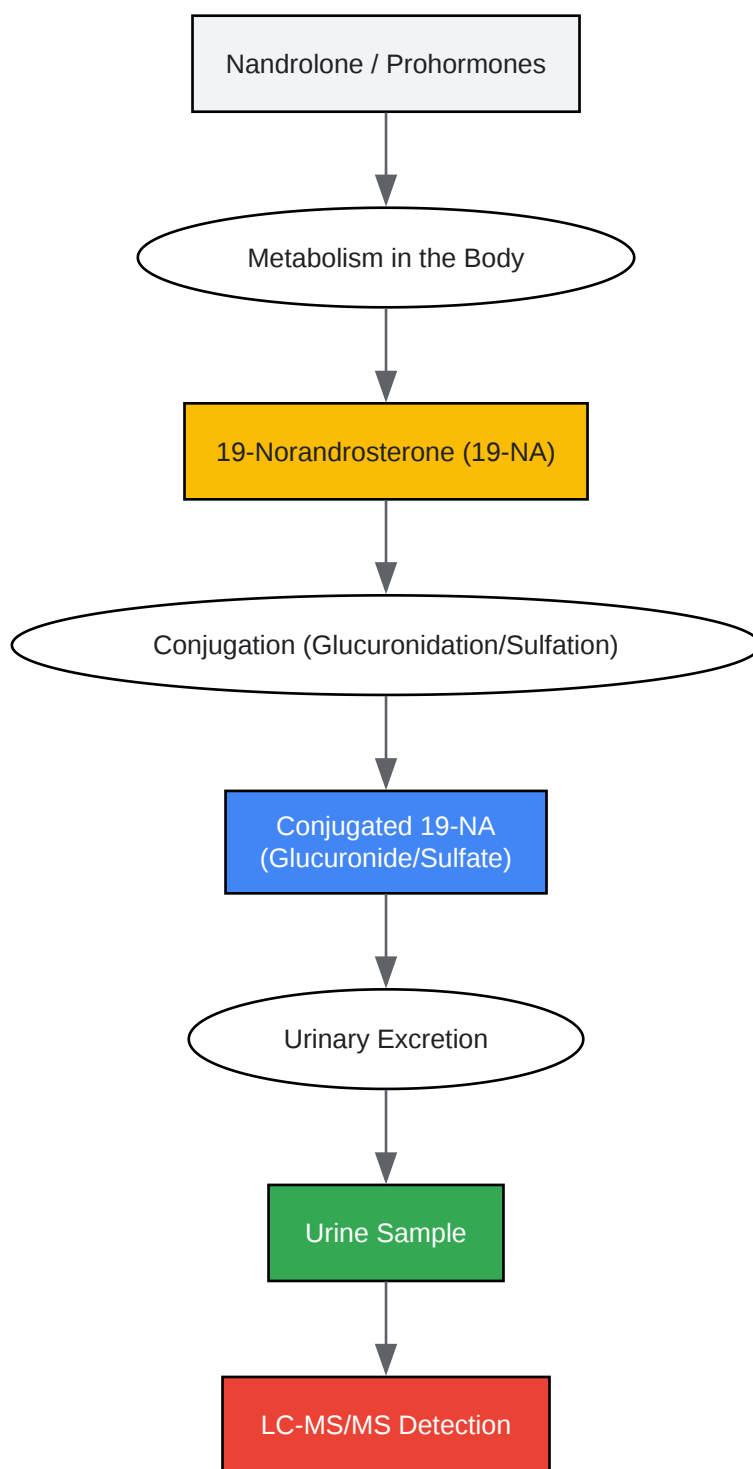 Nandrolone / Prohormones
Metabolism in the Body
19-Norandrosterone (19-NA)
Conjugation (Glucuronidation/Sulfation)
Conjugated 19-NA
(Glucuronide/Sulfate)
Urinary Excretion
Urine Sample
LC-MS/MS Detection